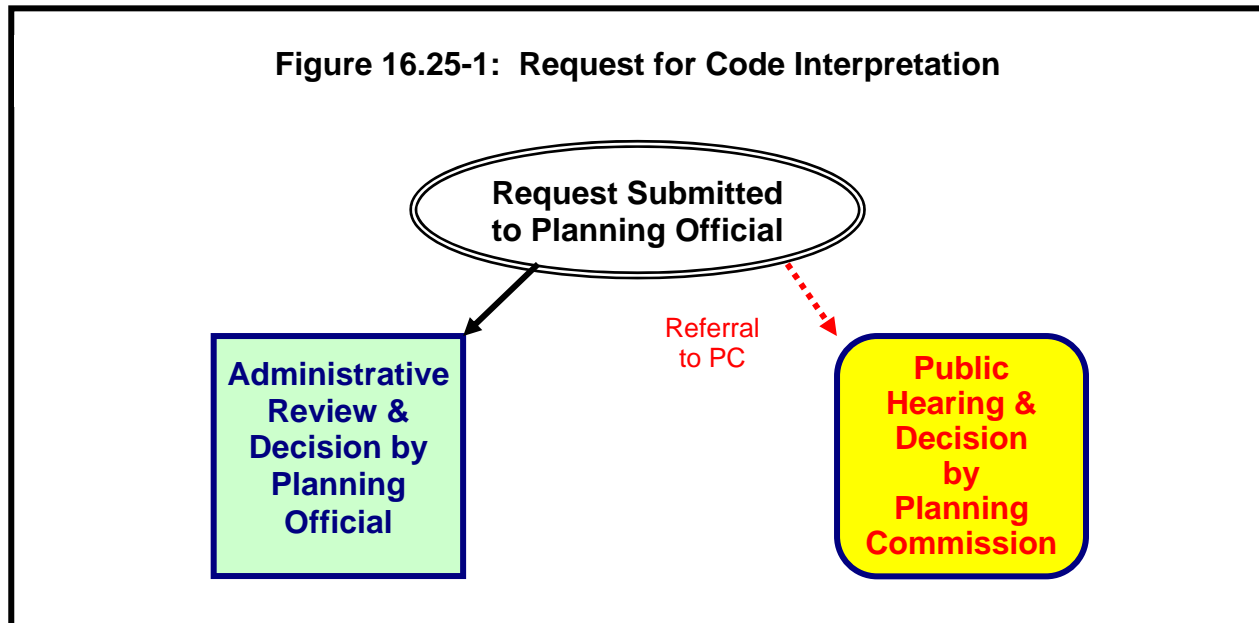 Figure 16.25-1: Request for Code Interpretation
Request Submitted
to Planning Official
Referral
to PC
Administrative
Review &
Decision by
Planning
Official
Public
Hearing &
Decision
by
Planning
Commission